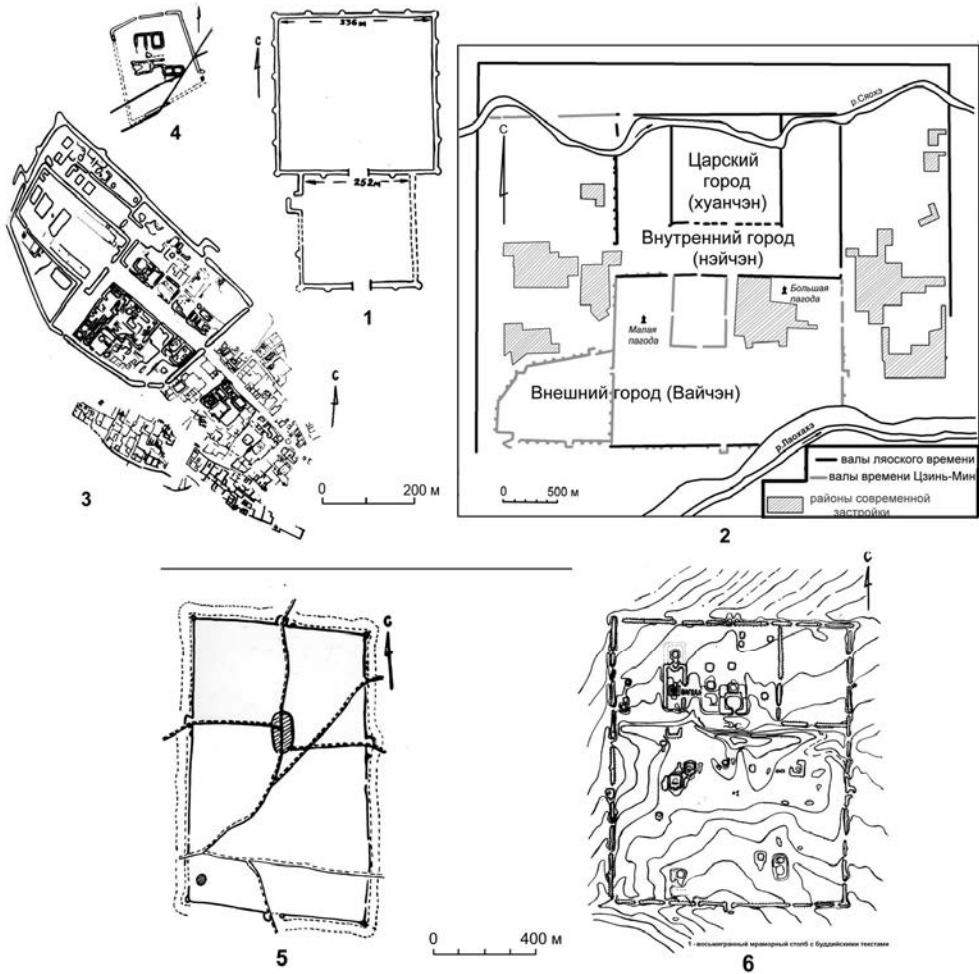 336 м
С
252м
1
4
3
С
0 200 м
С
р.Сяохэ
Царский
город
(хуанчэн)
Внутренний город
(нэйчэн)
Большая
пагода
Малая
пагода
Внешний город (Вайчэн)
р.Лаохахэ
0 500 м
валы ляоского времени
валы времени Цзинь-Мин
районы современной
застройки
2
С
5
0 400 м
С
1 - восьмигранный мраморный столб с буддийскими текстами
6